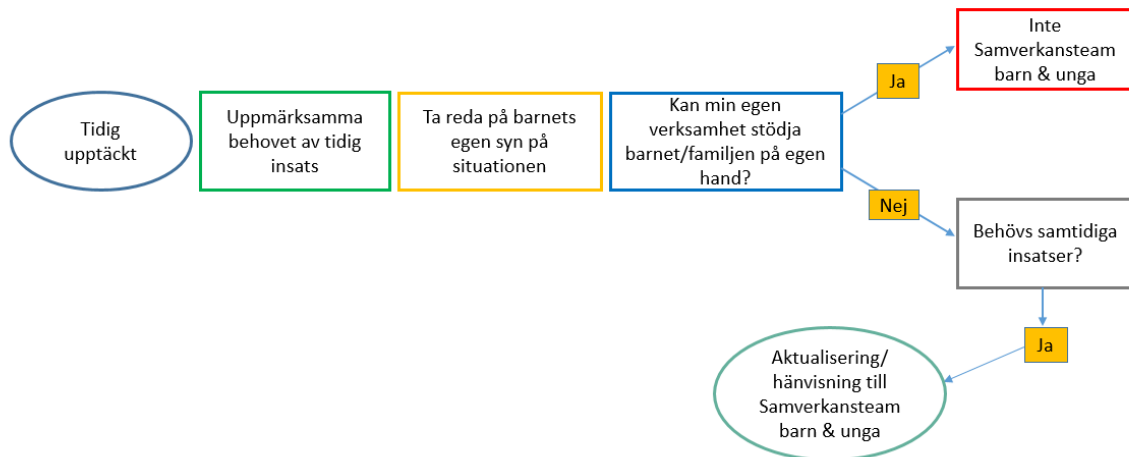 Tidig
upptäckt
Uppmärksamma
behovet av tidig
insats
Ta reda på barnets
egen syn på
situationen
Kan min egen
verksamhet stödja
barnet/familjen på egen
hand?
Ja
Inte
Samverkansteam
barn & unga
Nej
Behövs samtidiga
insatser?
Ja
Aktualisering/
hänvisning till
Samverkansteam
barn & unga